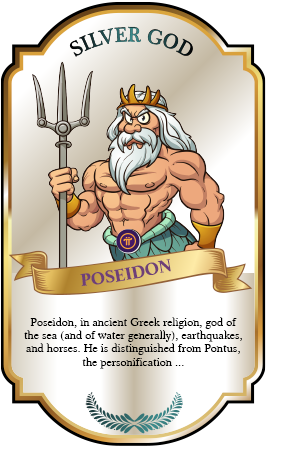 SILVER GOD
POSEIDON
Poseidon, in ancient Greek religion, god of
the sea (and of water generally), earthquakes,
and horses. He is distinguished from Pontus,
the personification ...